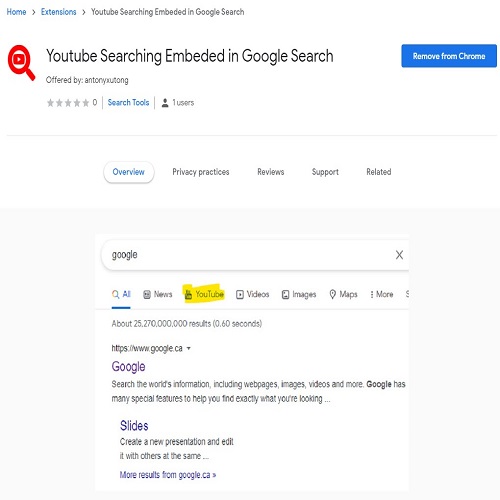 Home > Extensions > Youtube Searching Embeded in Google Search
Youtube Searching Embeded in Google Search
Remove from Chrome
Offered by: antonyxutong
0 Search Tools 1 users
Overview Privacy practices Reviews Support Related
google X
All News YouTube Videos Images Maps More S
About 25,270,000,000 results (0.60 seconds)
https://www.google.ca
Google
Search the world's information, including webpages, images, videos and more. Google has
many special features to help you find exactly what you're looking ...
Slides
Create a new presentation and edit
it with others at the same ...
More results from google.ca »